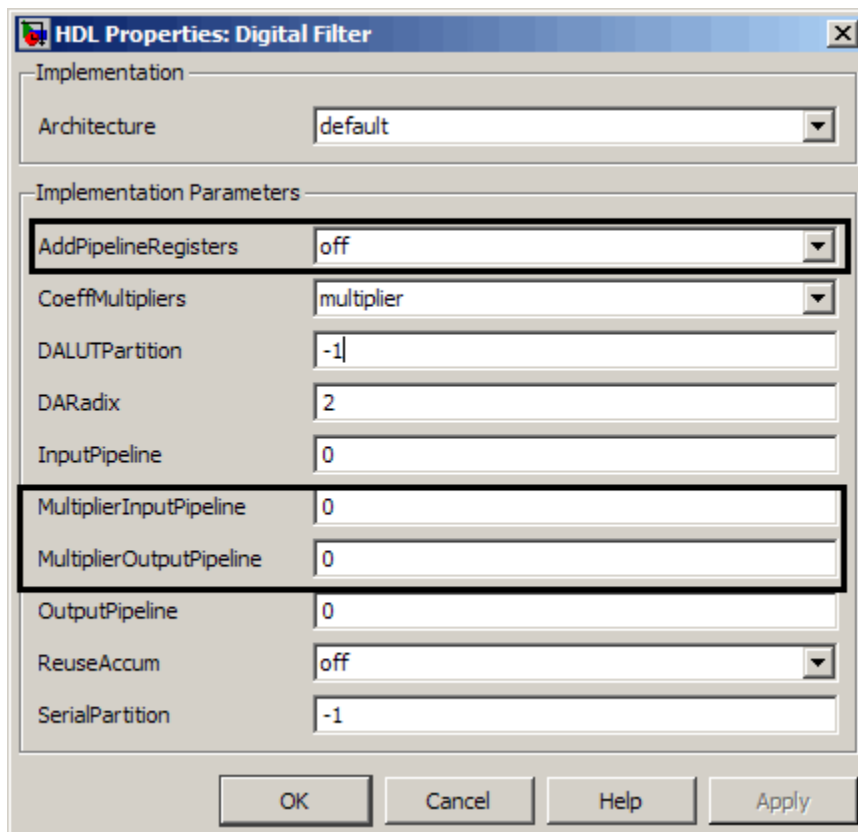 HDL Properties: Digital Filter
Implementation
Architecture default
Implementation Parameters
AddPipelineRegisters off
CoeffMultipliers multiplier
DALUTPartition -1
DARadix 2
InputPipeline 0
MultiplierInputPipeline 0
MultiplierOutputPipeline 0
OutputPipeline 0
ReuseAccum off
SerialPartition -1
OK Cancel Help Apply